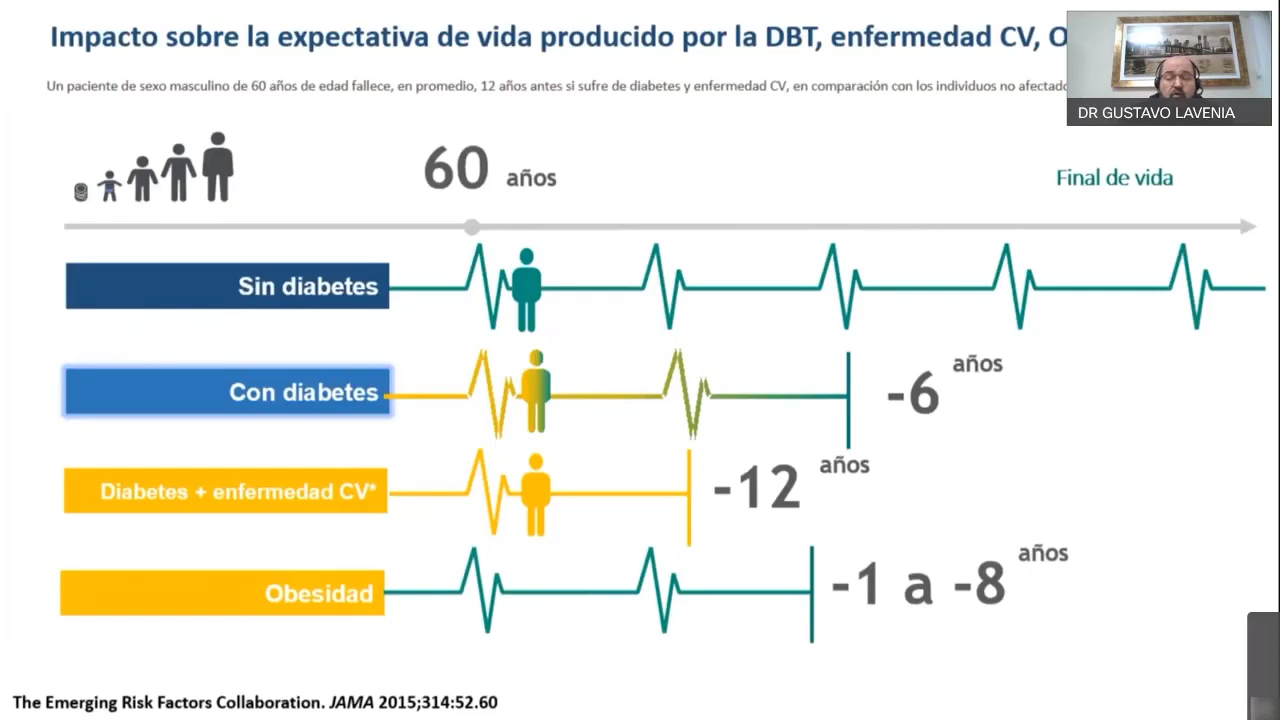 Impacto sobre la expectativa de vida producido por la DBT, enfermedad CV, O
Un paciente de sexo masculino de 60 años de edad fallece, en promedio, 12 años antes si sufre de diabetes y enfermedad CV, en comparación con los individuos no afectado
DR GUSTAVO LAVENIA
60 años
Final de vida
Sin diabetes
Con diabetes
-6 años
Diabetes + enfermedad CV*
-12 años
Obesidad
-1 a -8 años
The Emerging Risk Factors Collaboration. JAMA 2015;314:52.60